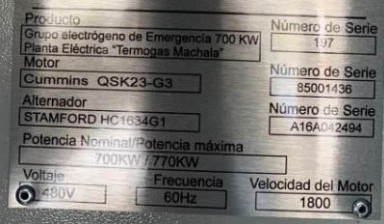 Producto
Número de Serie
Grupo electrógeno de Emergencia 700 KW
Planta Eléctrica "Termogas Machala"
197
Motor
Número de Serie
Cummins QSK23-G3
85001436
Alternador
Número de Serie
STAMFORD HC1634G1
A16A042494
Potencia Nominal/Potencia máxima
700KW / 770KW
Voltaje
Frecuencia
Velocidad del Motor
480V
60Hz
1800